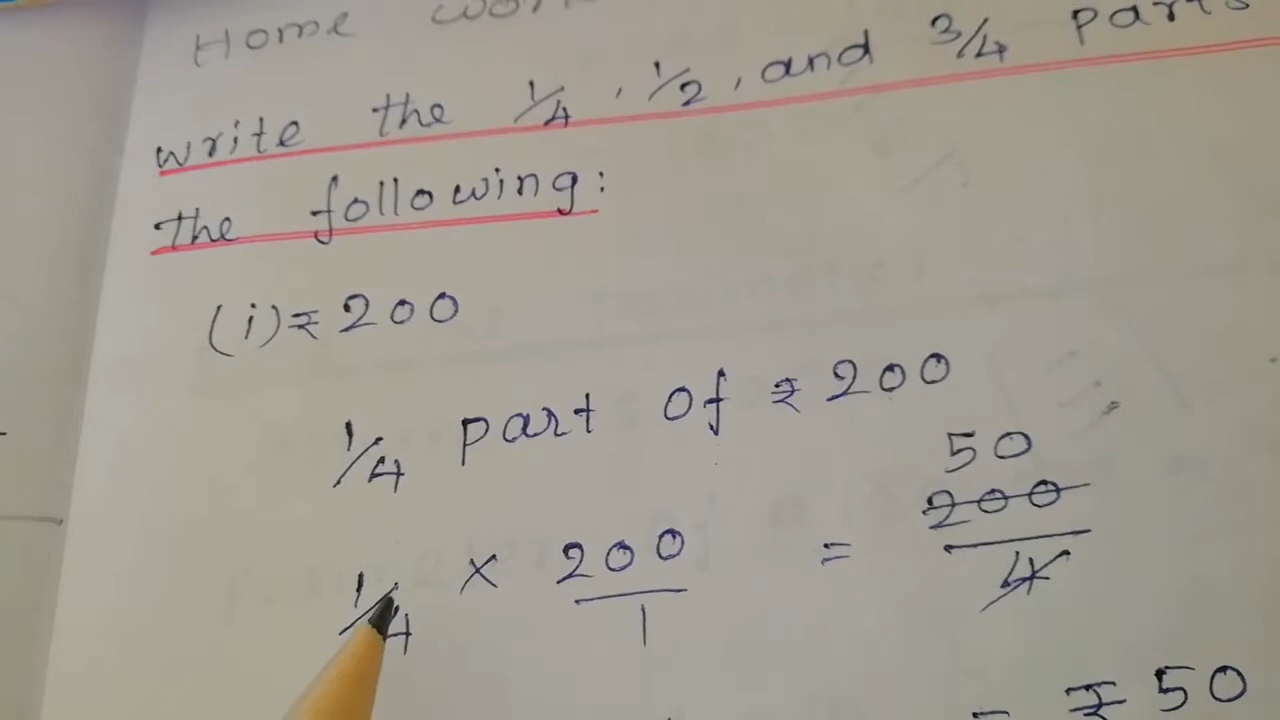 Home Work
Write the 1/4, 1/2, and 3/4 parts
the following:
(i) ₹ 200
1/4 part of ₹ 200
50
1/4 × 200/1 = 200/4
= ₹ 50